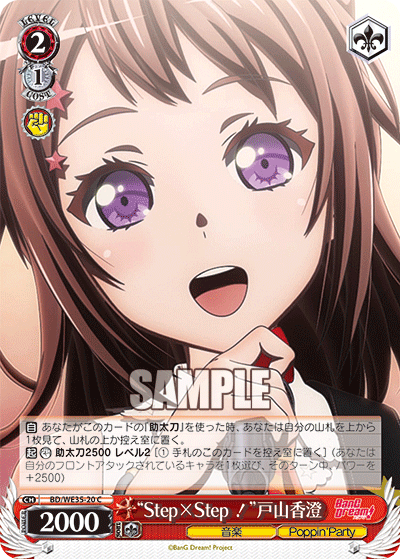 LEVEL
2
1
COST
SAMPLE
自 あなたがこのカードの『助太刀』を使った時、あなたは自分の山札を上から
1枚見て、山札の上か控え室に置く。
起 助太刀2500 レベル2 [① 手札のこのカードを控え室に置く] (あなたは
自分のフロントアタックされているキャラを1枚選び、そのターン中、パワーを
+2500)
CH BD/WE35-20 C
2000
“Step×Step！”戸山香澄
BanG Dream!
音楽
Poppin'Party
©BanG Dream! Project